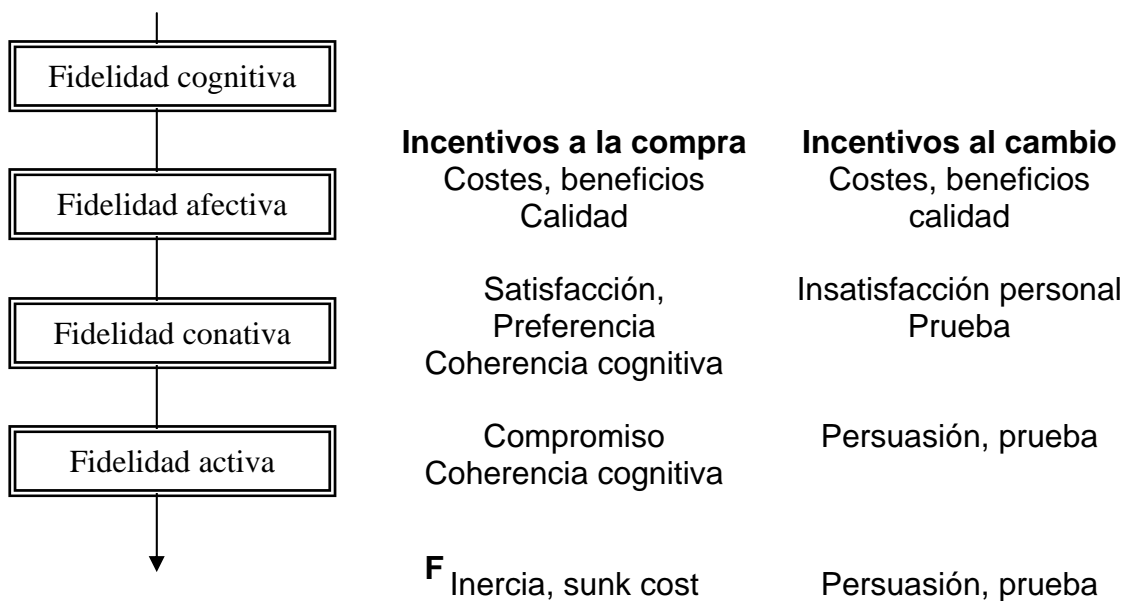 Fidelidad cognitiva
Incentivos a la compra Incentivos al cambio
Fidelidad afectiva
Costes, beneficios Costes, beneficios
Calidad calidad
Fidelidad conativa
Satisfacción, Insatisfacción personal
Preferencia Prueba
Coherencia cognitiva
Fidelidad activa
Compromiso Persuasión, prueba
Coherencia cognitiva
F Inercia, sunk cost Persuasión, prueba